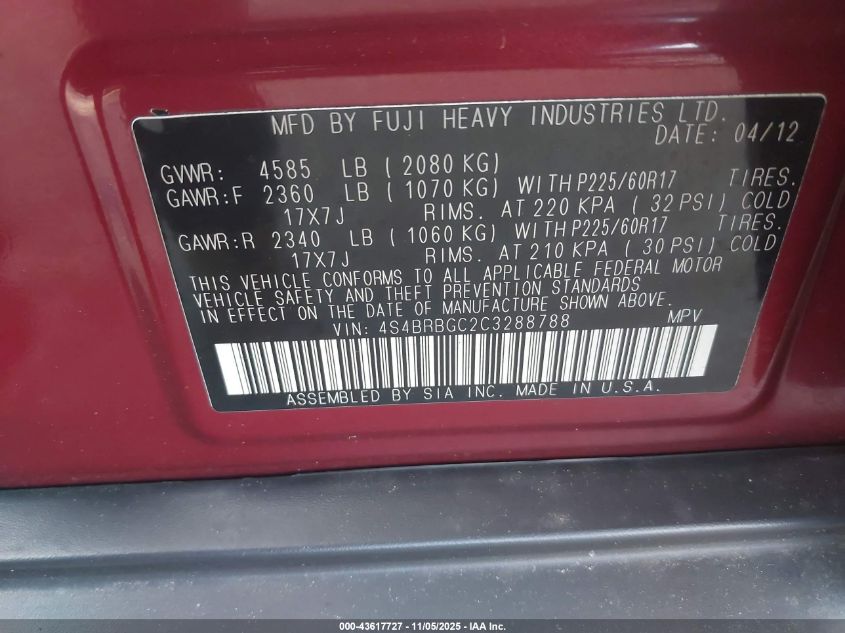 MFD BY FUJI HEAVY INDUSTRIES LTD.
DATE: 04/12
GVWR: 4585 LB ( 2080 KG)
GAWR:F 2360 LB ( 1070 KG) WITH P225/60R17 TIRES.
17X7J RIMS. AT 220 KPA ( 32 PSI) COLD
GAWR:R 2340 LB ( 1060 KG) WITH P225/60R17 TIRES.
17X7J RIMS. AT 210 KPA ( 30 PSI) COLD
THIS VEHICLE CONFORMS TO ALL APPLICABLE FEDERAL MOTOR
VEHICLE SAFETY AND THEFT PREVENTION STANDARDS
IN EFFECT ON THE DATE OF MANUFACTURE SHOWN ABOVE.
VIN: 4S4BRBGC2C3288788 MPV
ASSEMBLED BY SIA INC. MADE IN U.S.A.
000-43617727 - 11/05/2025 - IAA Inc.